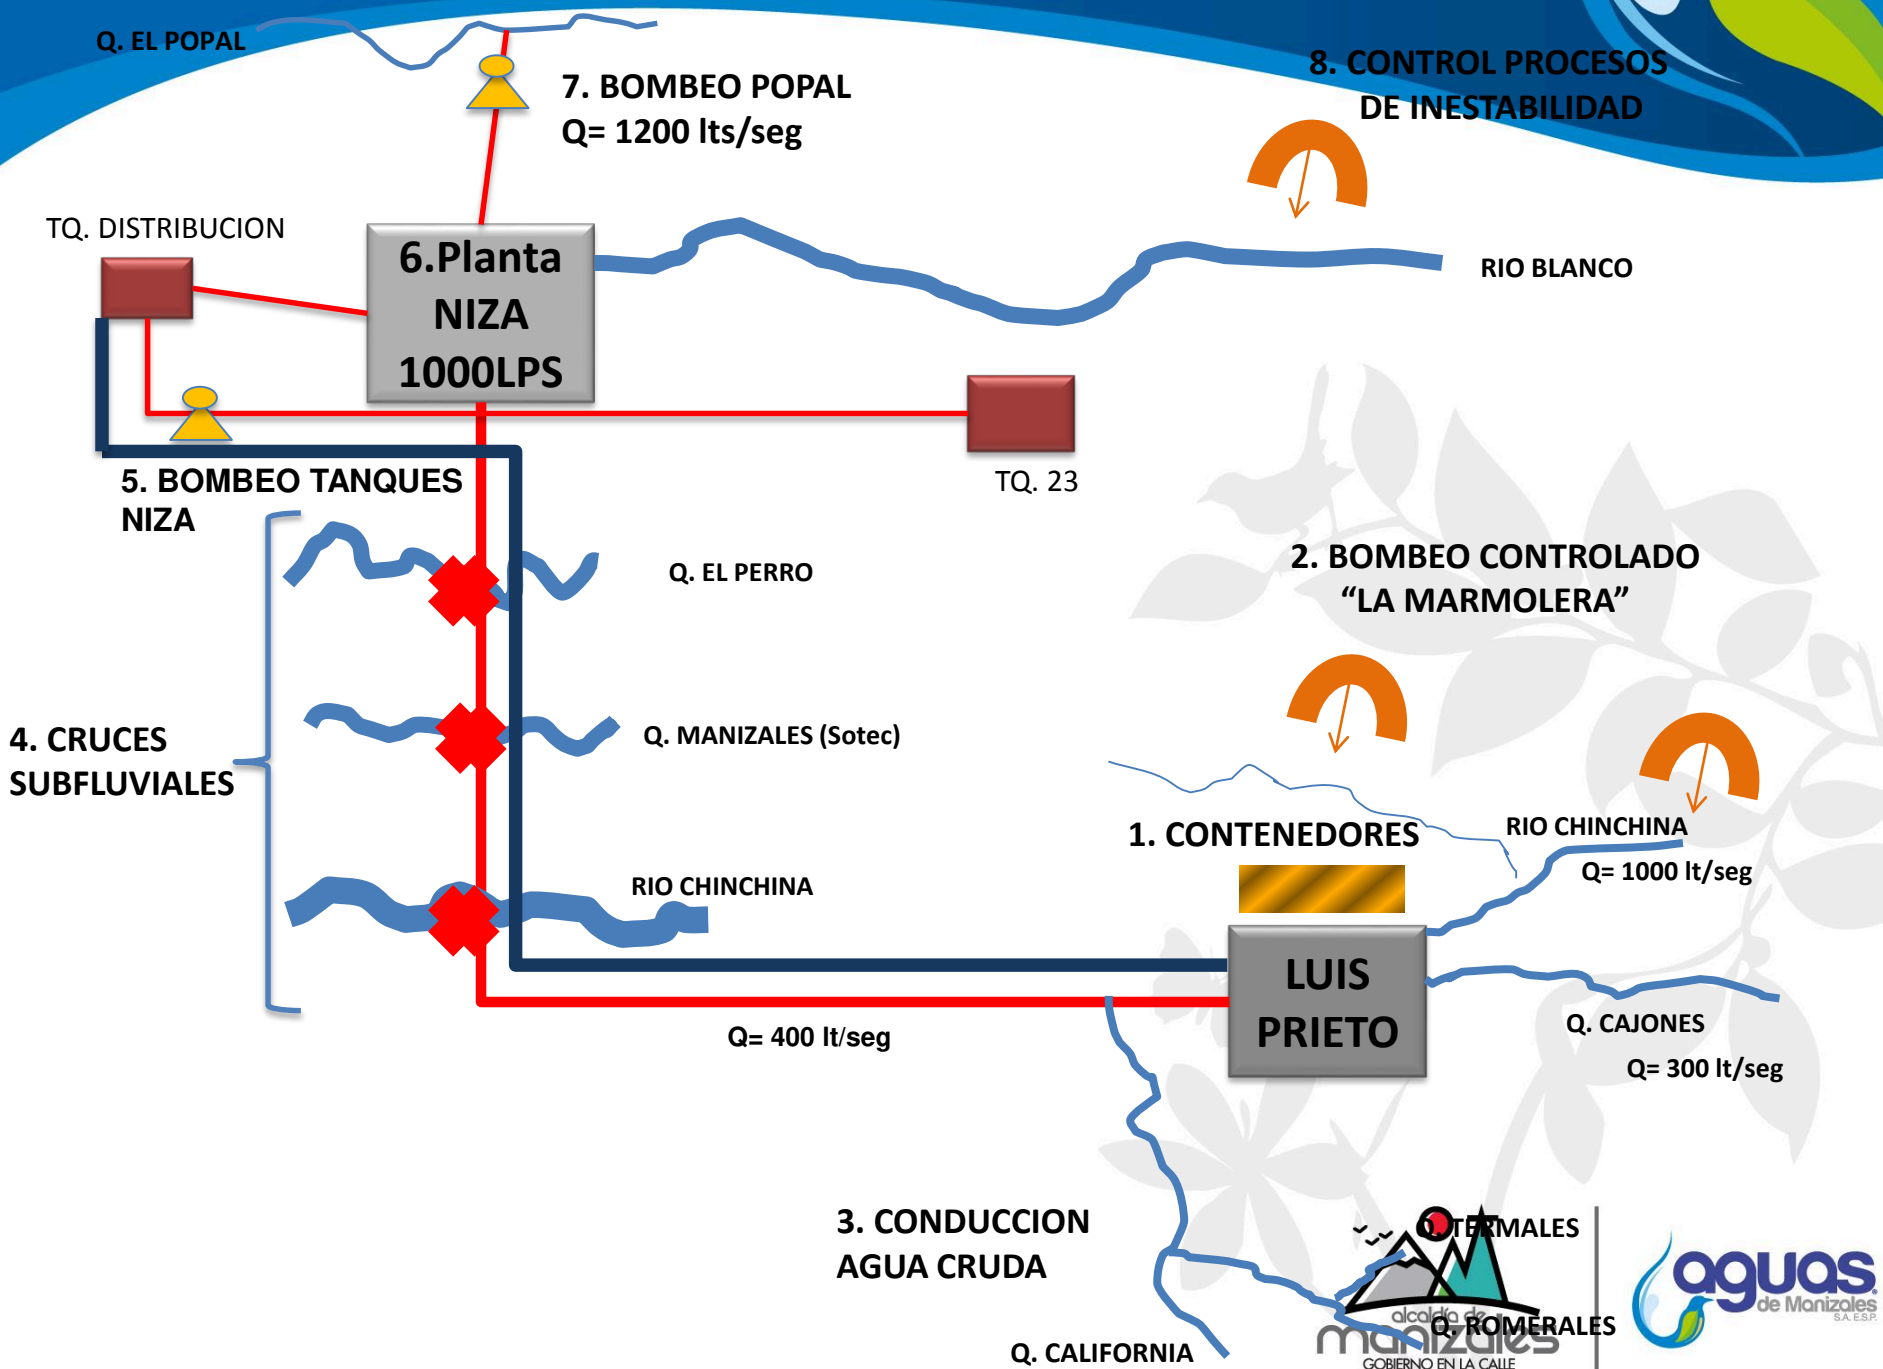 Q. EL POPAL
7. BOMBEO POPAL
Q= 1200 lts/seg
8. CONTROL PROCESOS
DE INESTABILIDAD
TQ. DISTRIBUCION
6.Planta
NIZA
1000LPS
RIO BLANCO
5. BOMBEO TANQUES
NIZA
TQ. 23
Q. EL PERRO
2. BOMBEO CONTROLADO
“LA MARMOLERA”
4. CRUCES
SUBFLUVIALES
Q. MANIZALES (Sotec)
1. CONTENEDORES
RIO CHINCHINA
Q= 1000 lt/seg
RIO CHINCHINA
LUIS
PRIETO
Q. CAJONES
Q= 300 lt/seg
Q= 400 lt/seg
3. CONDUCCION
AGUA CRUDA
Q. TERMALES
Q. ROMERALES
Q. CALIFORNIA
alcaldía de
manizales
GOBIERNO EN LA CALLE
aguas
de Manizales
S.A. E.S.P.